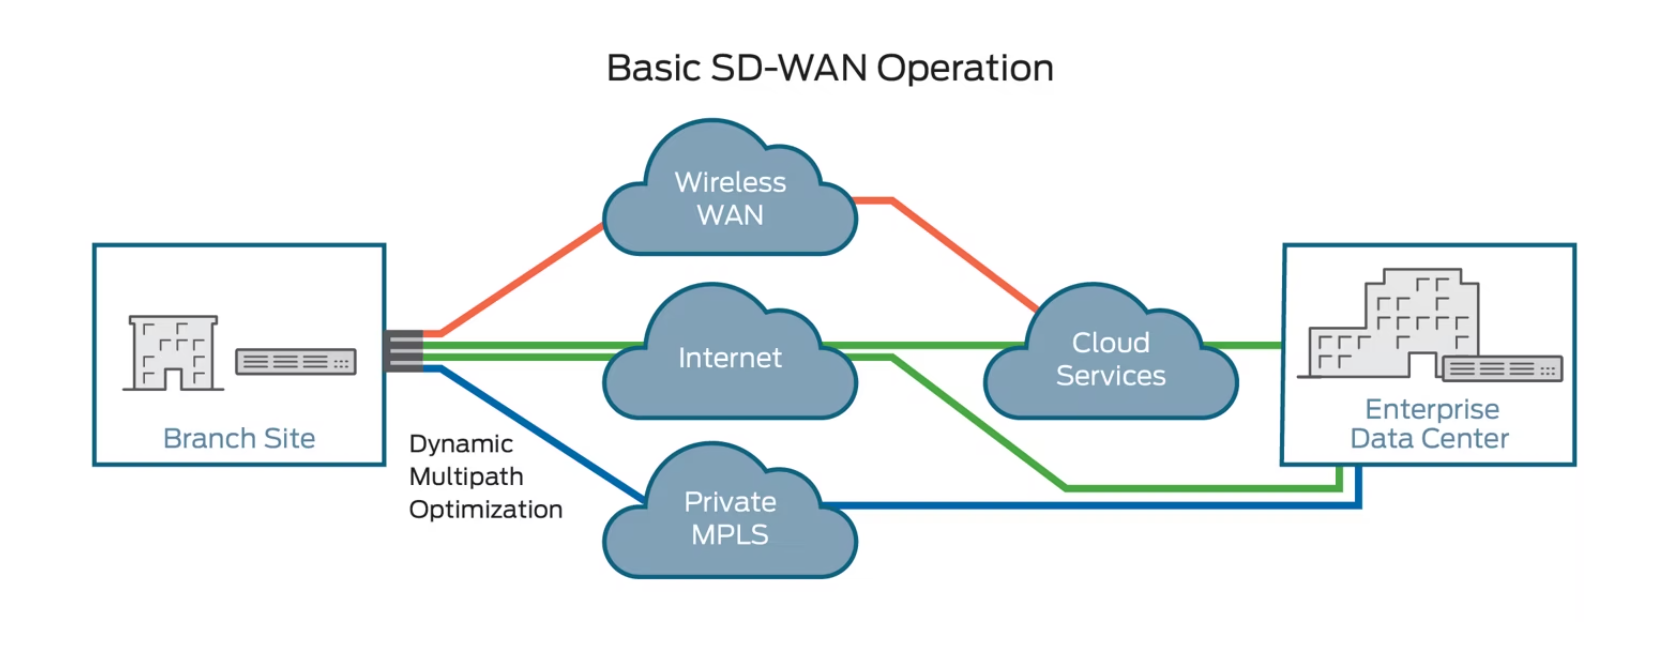 Basic SD-WAN Operation
Wireless
WAN
Internet
Cloud
Services
Branch Site
Enterprise
Data Center
Dynamic
Multipath
Optimization
Private
MPLS